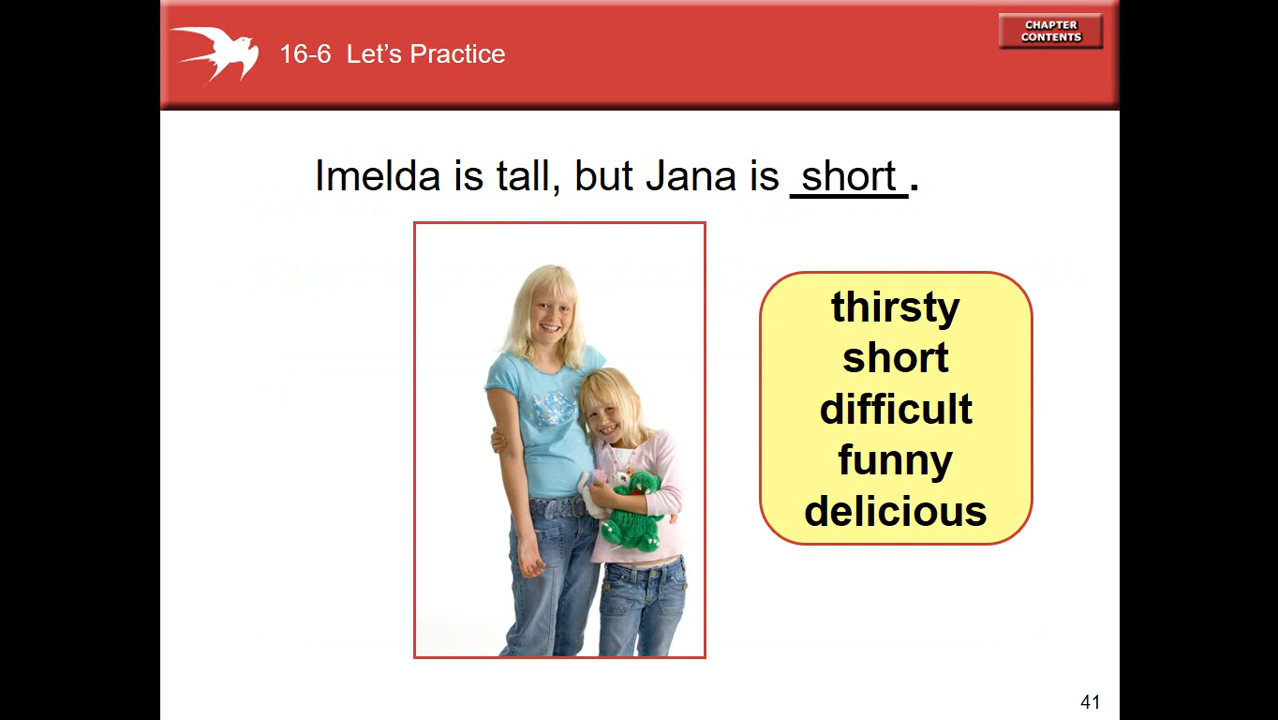 CHAPTER
CONTENTS
16-6 Let’s Practice
Imelda is tall, but Jana is short.
thirsty
short
difficult
funny
delicious
41